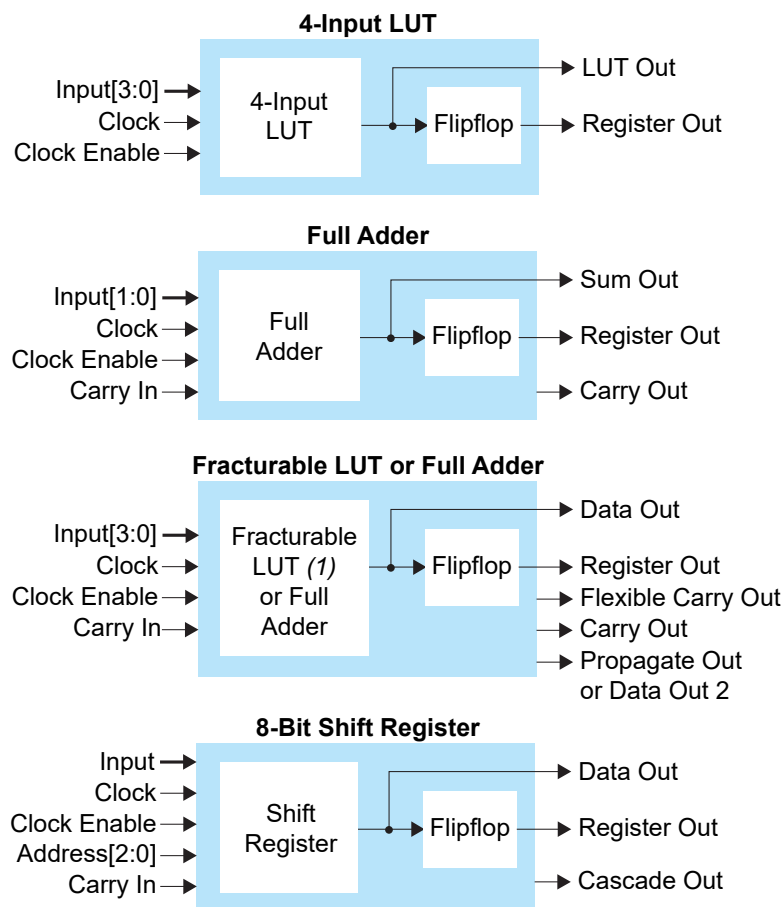 4-Input LUT
Input[3:0]
Clock
Clock Enable
4-Input
LUT
Flipflop
LUT Out
Register Out
Full Adder
Input[1:0]
Clock
Clock Enable
Carry In
Full
Adder
Flipflop
Sum Out
Register Out
Carry Out
Fracturable LUT or Full Adder
Input[3:0]
Clock
Clock Enable
Carry In
Fracturable
LUT (1)
or Full
Adder
Flipflop
Data Out
Register Out
Flexible Carry Out
Carry Out
Propagate Out
or Data Out 2
8-Bit Shift Register
Input
Clock
Clock Enable
Address[2:0]
Carry In
Shift
Register
Flipflop
Data Out
Register Out
Cascade Out